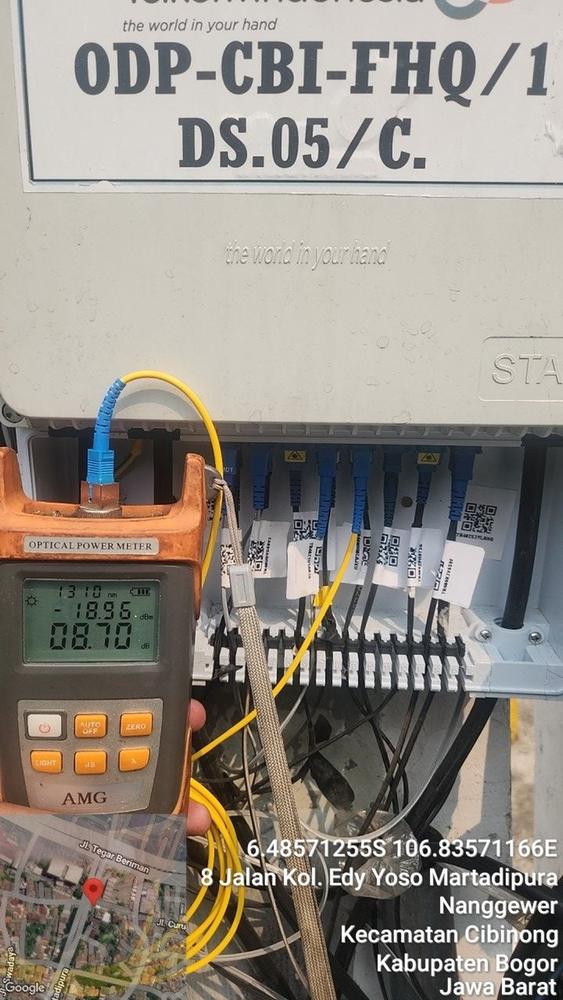 the world in your hand
ODP-CBI-FHQ/1
DS.05/C.
the world in your hand
STA
OPTICAL POWER METER
1310 nm
-18.96 dBm
08.70 dB
AUTO OFF
ZERO
LIGHT
dB
λ
AMG
Jl. Tegar Beriman
Google
6.48571255S 106.83571166E
8 Jalan Kol. Edy Yoso Martadipura
Nanggewer
Kecamatan Cibinong
Kabupaten Bogor
Jawa Barat